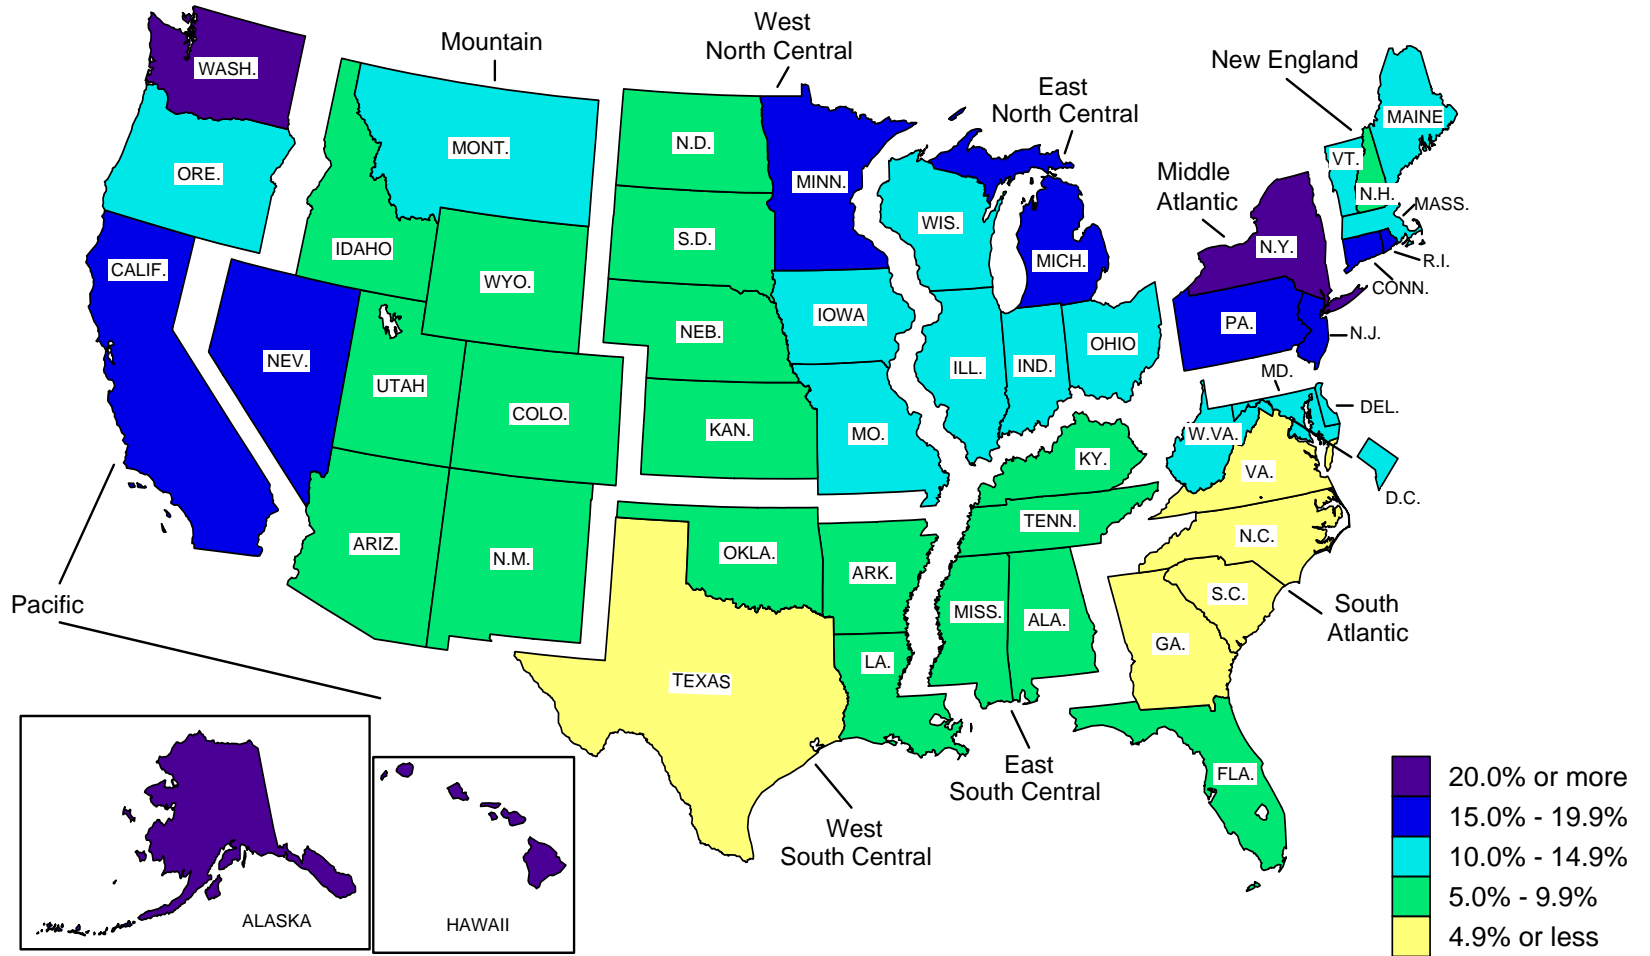 West
North Central
Mountain
New England
East
North Central
WASH.
MAINE
MONT.
N.D.
VT.
ORE.
MINN.
Middle
Atlantic
N.H.
MASS.
WIS.
S.D.
IDAHO
N.Y.
R.I.
CALIF.
MICH.
WYO.
CONN.
IOWA
PA.
NEB.
N.J.
OHIO
NEV.
ILL.
IND.
MD.
UTAH
COLO.
DEL.
KAN.
MO.
W.VA.
KY.
VA.
D.C.
TENN.
N.C.
ARIZ.
OKLA.
N.M.
ARK.
S.C.
Pacific
MISS.
ALA.
South
Atlantic
GA.
LA.
TEXAS
East
South Central
FLA.
20.0% or more
15.0% - 19.9%
West
South Central
10.0% - 14.9%
5.0% - 9.9%
ALASKA
HAWAII
4.9% or less